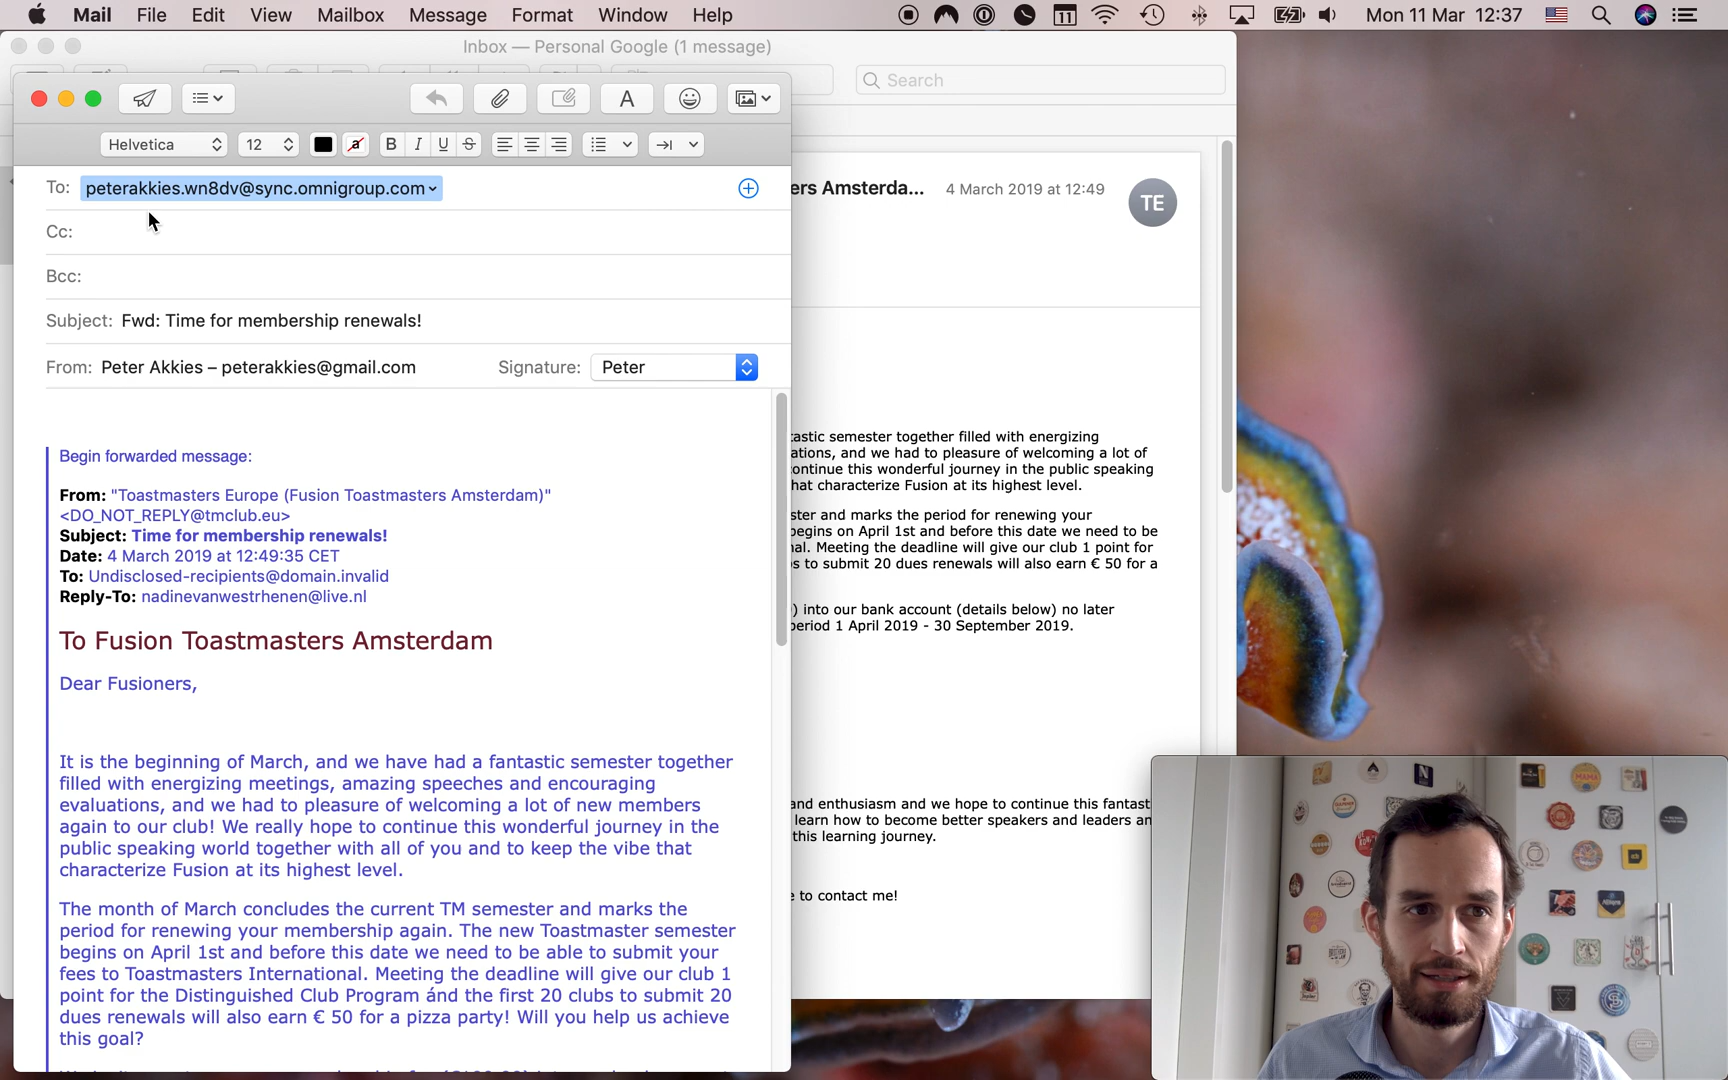 Mail File Edit View Mailbox Message Format Window Help
11 Mon 11 Mar 12:37
Inbox — Personal Google (1 message)
Search
Helvetica 12 a B I U S
To: peterakkies.wn8dv@sync.omnigroup.com
Cc:
Bcc:
Subject: Fwd: Time for membership renewals!
From: Peter Akkies – peterakkies@gmail.com Signature: Peter
Begin forwarded message:
From: "Toastmasters Europe (Fusion Toastmasters Amsterdam)"
<DO_NOT_REPLY@tmclub.eu>
Subject: Time for membership renewals!
Date: 4 March 2019 at 12:49:35 CET
To: Undisclosed-recipients@domain.invalid
Reply-To: nadinevanwestrhenen@live.nl
To Fusion Toastmasters Amsterdam
Dear Fusioners,
It is the beginning of March, and we have had a fantastic semester together
filled with energizing meetings, amazing speeches and encouraging
evaluations, and we had to pleasure of welcoming a lot of new members
again to our club! We really hope to continue this wonderful journey in the
public speaking world together with all of you and to keep the vibe that
characterize Fusion at its highest level.
The month of March concludes the current TM semester and marks the
period for renewing your membership again. The new Toastmaster semester
begins on April 1st and before this date we need to be able to submit your
fees to Toastmasters International. Meeting the deadline will give our club 1
point for the Distinguished Club Program ánd the first 20 clubs to submit 20
dues renewals will also earn € 50 for a pizza party! Will you help us achieve
this goal?
ers Amsterda... 4 March 2019 at 12:49 TE
tastic semester together filled with energizing
ations, and we had to pleasure of welcoming a lot of
ontinue this wonderful journey in the public speaking
hat characterize Fusion at its highest level.
ster and marks the period for renewing your
begins on April 1st and before this date we need to be
nal. Meeting the deadline will give our club 1 point for
s to submit 20 dues renewals will also earn € 50 for a
) into our bank account (details below) no later
period 1 April 2019 - 30 September 2019.
and enthusiasm and we hope to continue this fantast
learn how to become better speakers and leaders an
this learning journey.
e to contact me!